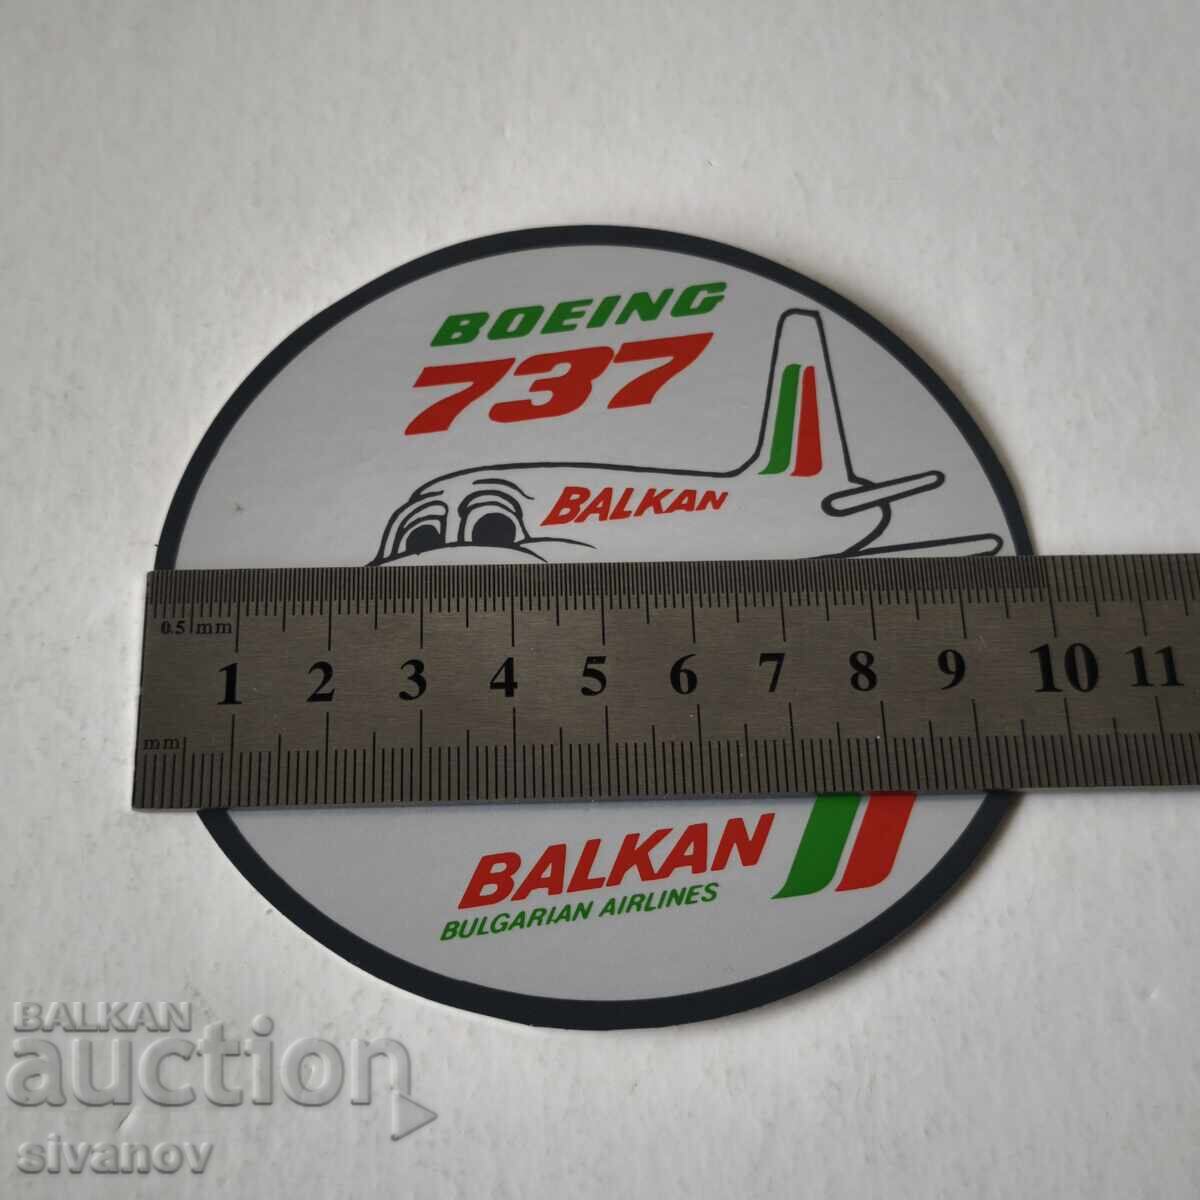 BOEING
737
BALKAN
0.5 mm
1 2 3 4 5 6 7 8 9 10 11
mm
BALKAN
BULGARIAN AIRLINES
BALKAN
auction
sivanov